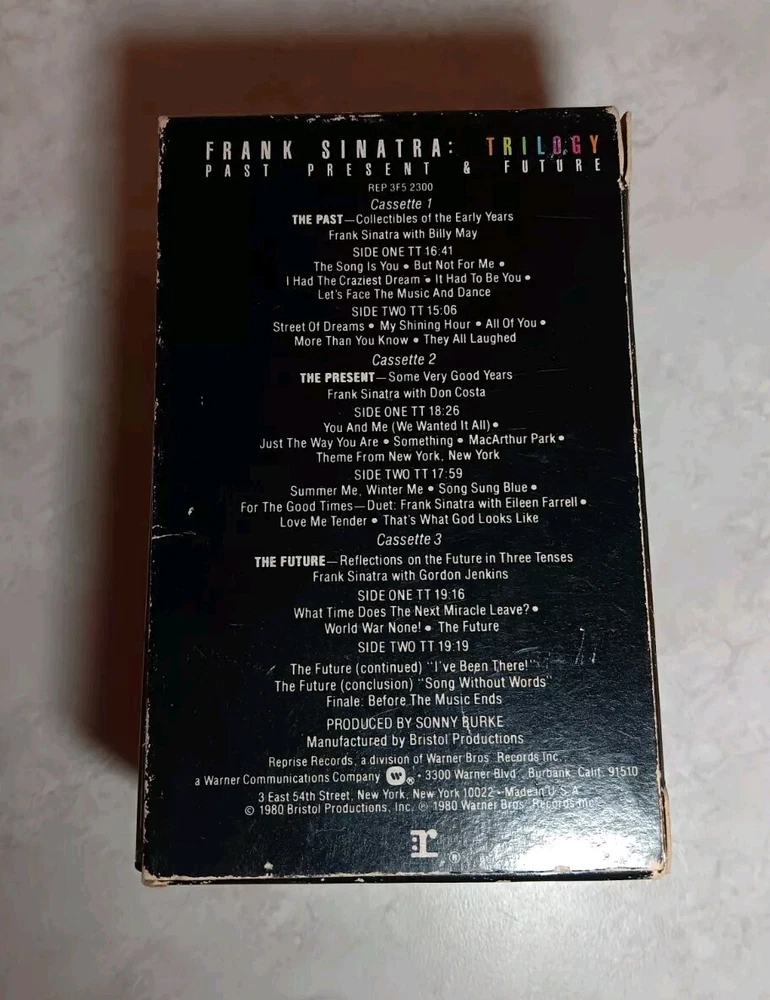 FRANK SINATRA: TRILOGY
PAST PRESENT & FUTURE
REP 3F5 2300
Cassette 1
THE PAST—Collectibles of the Early Years
Frank Sinatra with Billy May
SIDE ONE TT 16:41
The Song Is You • But Not For Me •
I Had The Craziest Dream • It Had To Be You •
Let's Face The Music And Dance
SIDE TWO TT 15:06
Street Of Dreams • My Shining Hour • All Of You •
More Than You Know • They All Laughed
Cassette 2
THE PRESENT—Some Very Good Years
Frank Sinatra with Don Costa
SIDE ONE TT 18:26
You And Me (We Wanted It All) •
Just The Way You Are • Something • MacArthur Park •
Theme From New York, New York
SIDE TWO TT 17:59
Summer Me, Winter Me • Song Sung Blue •
For The Good Times—Duet: Frank Sinatra with Eileen Farrell •
Love Me Tender • That's What God Looks Like
Cassette 3
THE FUTURE—Reflections on the Future in Three Tenses
Frank Sinatra with Gordon Jenkins
SIDE ONE TT 19:16
What Time Does The Next Miracle Leave? •
World War None! • The Future
SIDE TWO TT 19:19
The Future (continued) "I've Been There!"
The Future (conclusion) "Song Without Words"
Finale: Before The Music Ends
PRODUCED BY SONNY BURKE
Manufactured by Bristol Productions
Reprise Records, a division of Warner Bros. Records Inc.,
a Warner Communications Company W ® • 3300 Warner Blvd., Burbank, Calif. 91510
3 East 54th Street, New York, New York 10022 • Made in U.S.A.
© 1980 Bristol Productions, Inc. ℗ 1980 Warner Bros. Records Inc.
r ®